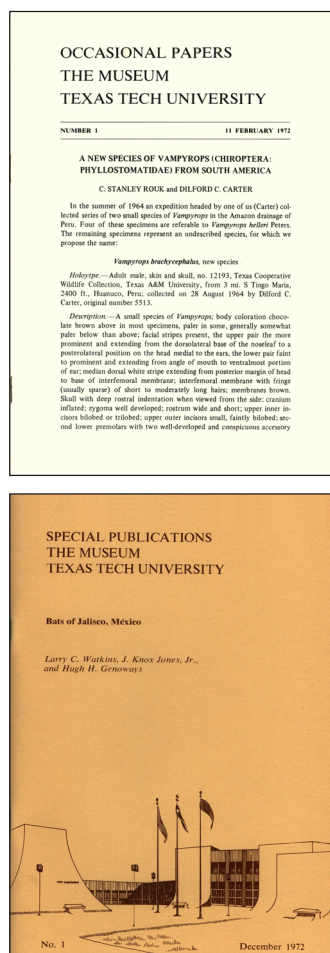 OCCASIONAL PAPERS
THE MUSEUM
TEXAS TECH UNIVERSITY
NUMBER 1 11 FEBRUARY 1972
A NEW SPECIES OF VAMPYROPS (CHIROPTERA:
PHYLLOSTOMATIDAE) FROM SOUTH AMERICA
C. STANLEY ROUK and DILFORD C. CARTER
In the summer of 1964 an expedition headed by one of us (Carter) col-
lected series of two small species of Vampyrops in the Amazon drainage of
Peru. Four of these specimens are referable to Vampyrops helleri Peters.
The remaining specimens represent an undescribed species, for which we
propose the name:
Vampyrops brachycephalus, new species
Holoytpe.—Adult male, skin and skull, no. 12193, Texas Cooperative
Wildlife Collection, Texas A&M University, from 3 mi. S Tingo Maria,
2400 ft., Huanuco, Peru; collected on 28 August 1964 by Dilford C.
Carter, original number 5513.
Description.—A small species of Vampyrops; body coloration choco-
late brown above in most specimens, paler in some, generally somewhat
paler below than above; facial stripes present, the upper pair the more
prominent and extending from the dorsolateral base of the noseleaf to a
posterolateral position on the head medial to the ears, the lower pair faint
to prominent and extending from angle of mouth to ventralmost portion
of ear; median dorsal white stripe extending from posterior margin of head
to base of interfemoral membrane; interfemoral membrane with fringe
(usually sparse) of short to moderately long hairs; membranes brown.
Skull with deep rostral indentation when viewed from the side; cranium
inflated; zygoma well developed; rostrum wide and short; upper inner in-
cisors bilobed or trilobed; upper outer incisors small, faintly bilobed; sec-
ond lower premolars with two well-developed and conspicuous accessory
SPECIAL PUBLICATIONS
THE MUSEUM
TEXAS TECH UNIVERSITY
Bats of Jalisco, México
Larry C. Watkins, J. Knox Jones, Jr.,
and Hugh H. Genoways
No. 1 December 1972